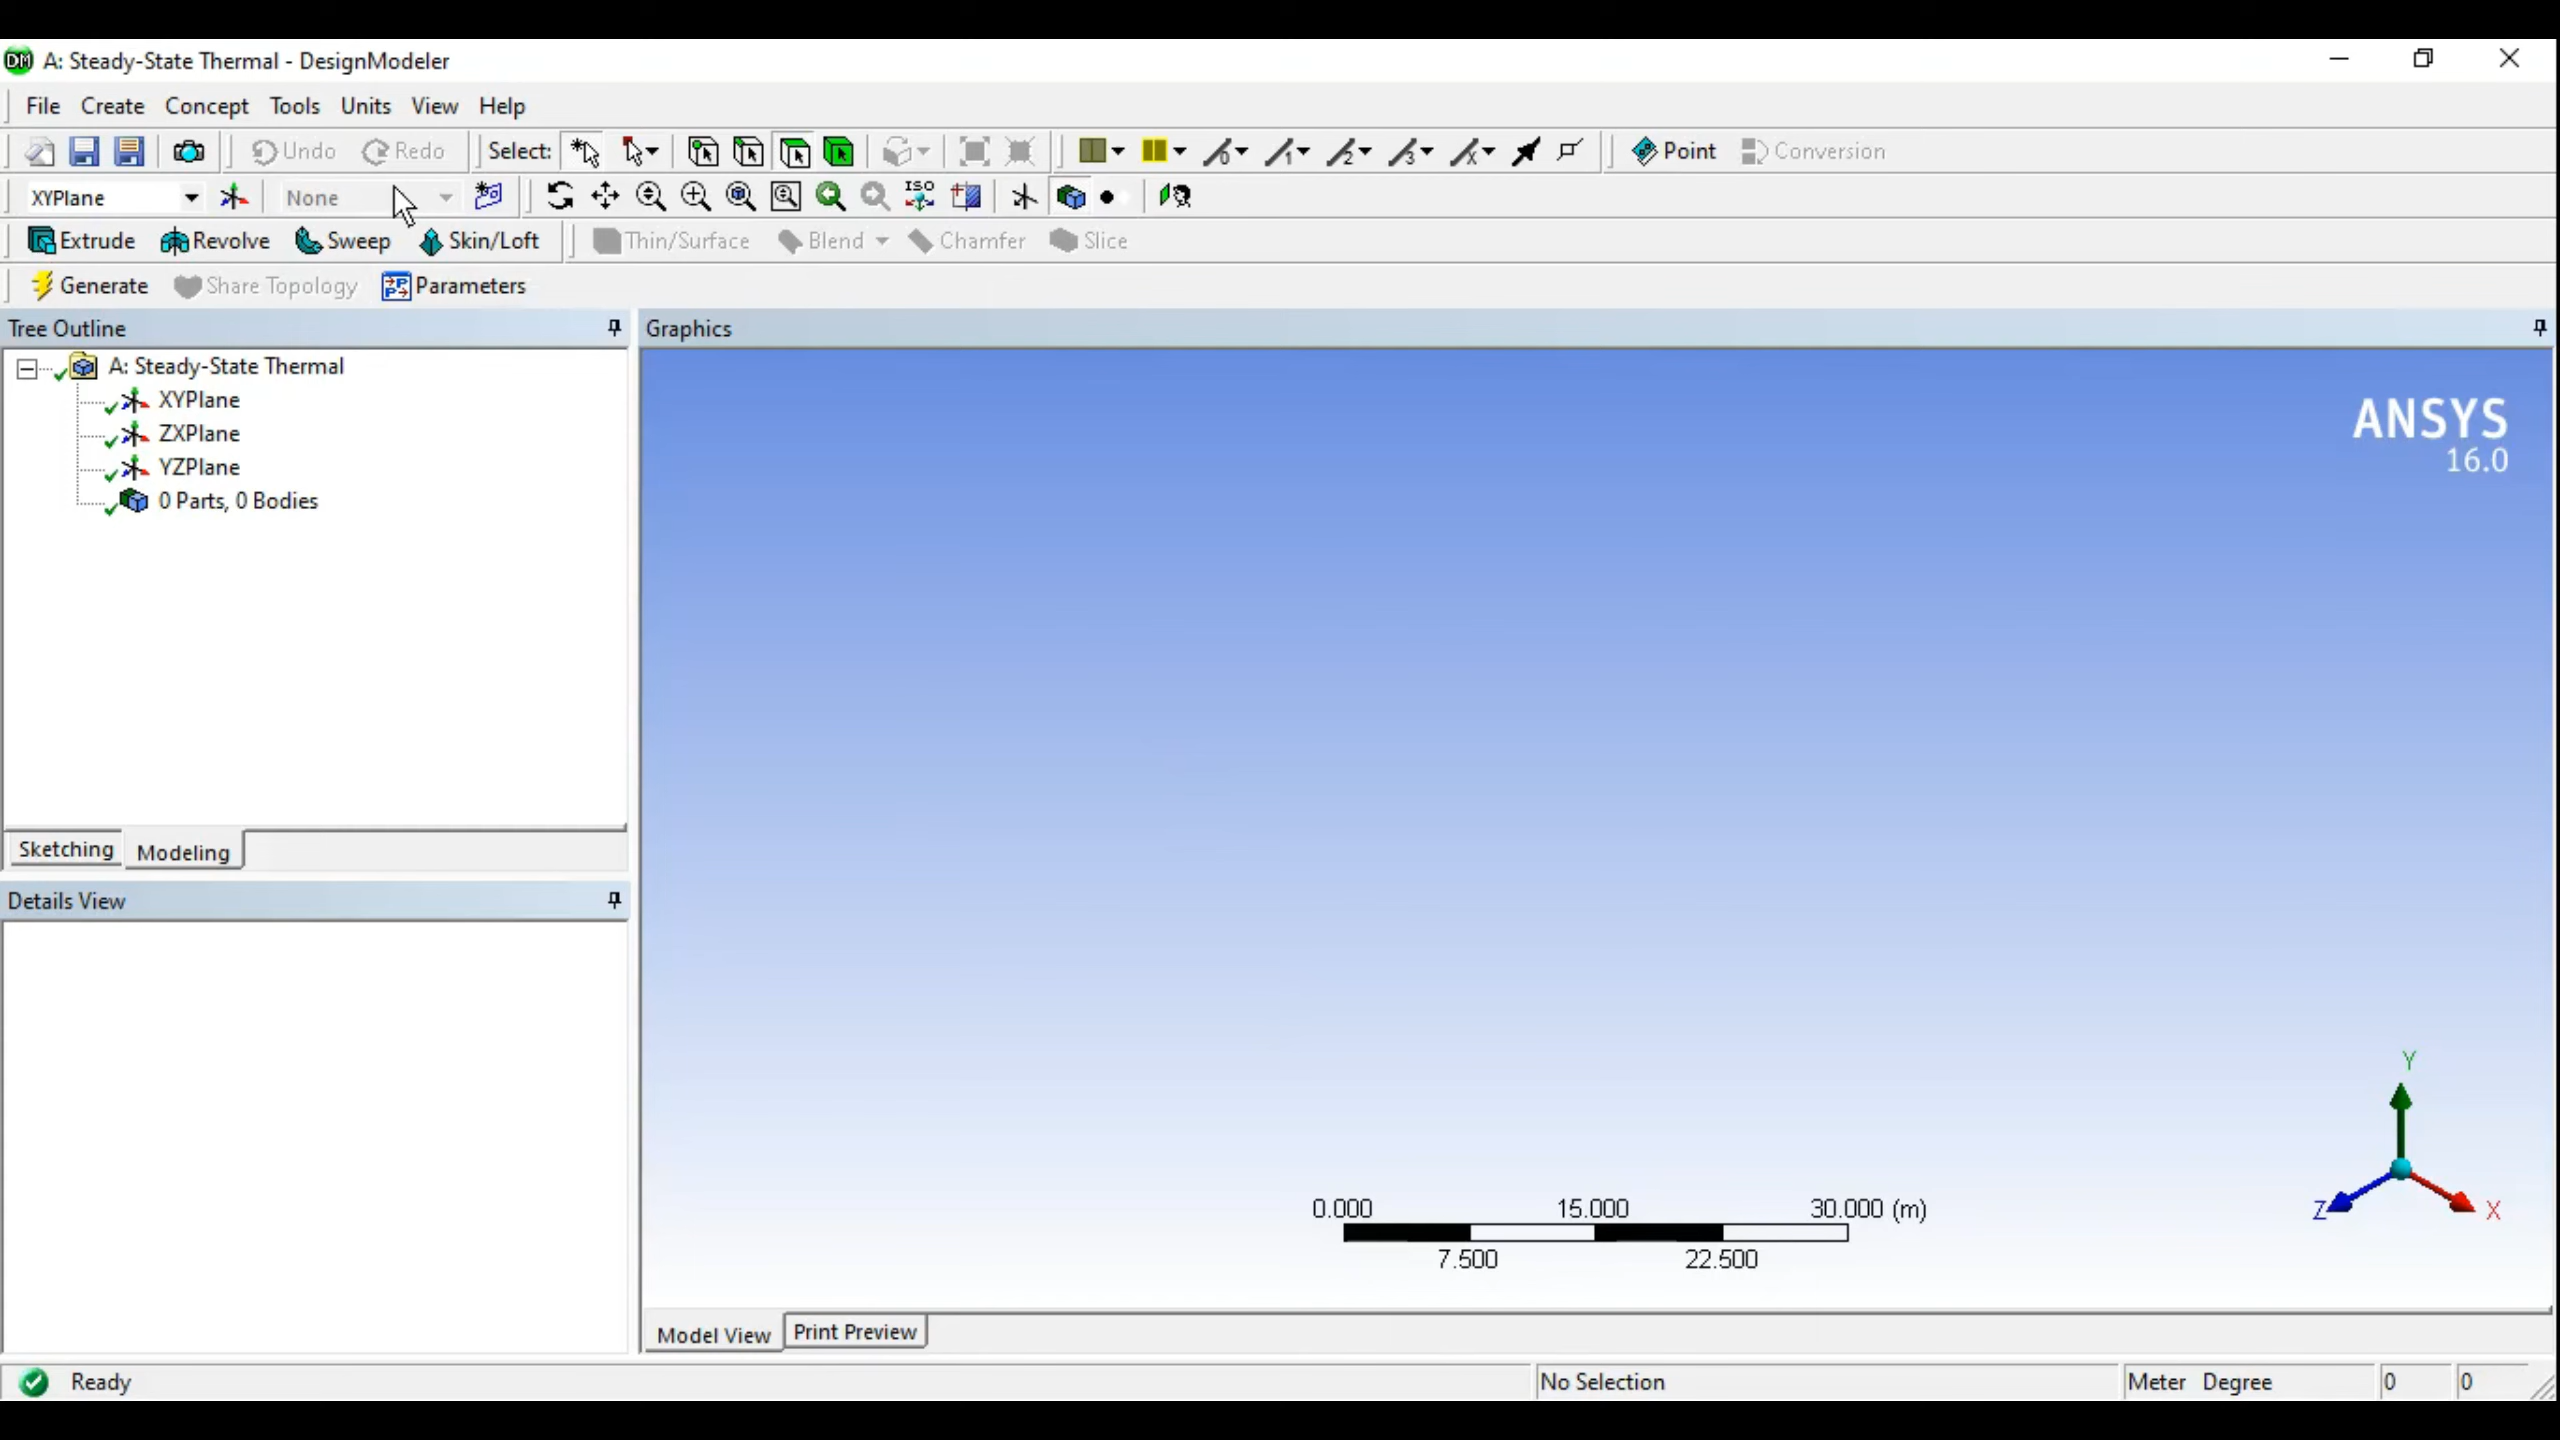 A: Steady-State Thermal - DesignModeler
File Create Concept Tools Units View Help
Undo Redo Select: Point Conversion
XYPlane None ISO
Extrude Revolve Sweep Skin/Loft Thin/Surface Blend Chamfer Slice
Generate Share Topology Parameters
Tree Outline
A: Steady-State Thermal
XYPlane
ZXPlane
YZPlane
0 Parts, 0 Bodies
Sketching Modeling
Details View
Graphics
ANSYS
16.0
Y
Z X
0.000 15.000 30.000 (m)
7.500 22.500
Model View Print Preview
Ready No Selection Meter Degree 0 0